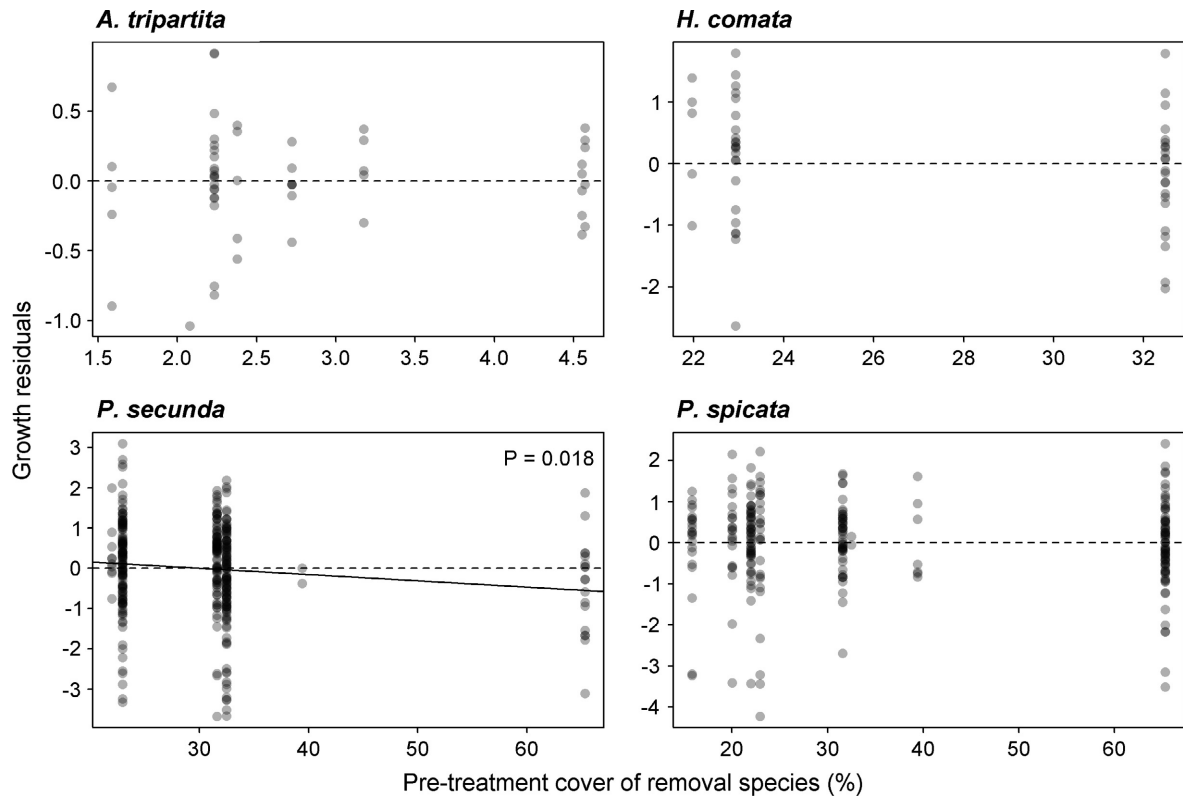 A. tripartita
0.5
0.0
-0.5
-1.0
1.5 2.0 2.5 3.0 3.5 4.0 4.5
H. comata
1
0
-1
-2
22 24 26 28 30 32
Growth residuals
P. secunda
P = 0.018
3
2
1
0
-1
-2
-3
30 40 50 60
P. spicata
2
1
0
-1
-2
-3
-4
20 30 40 50 60
Pre-treatment cover of removal species (%)